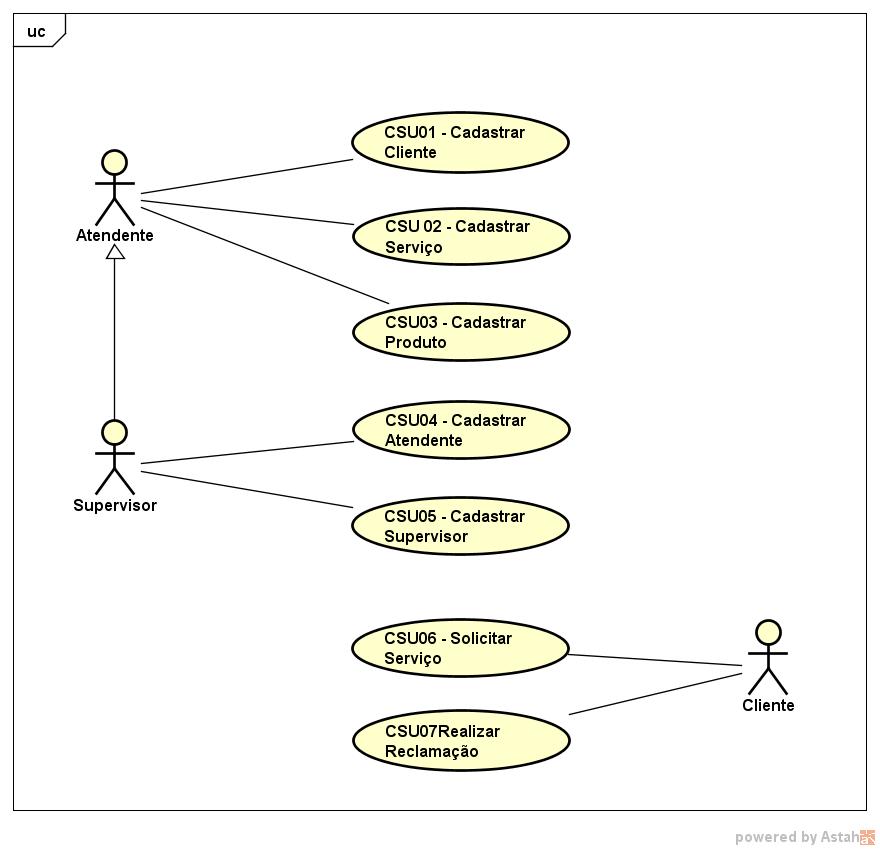 uc
CSU01 - Cadastrar
Cliente
Atendente
CSU 02 - Cadastrar
Serviço
CSU03 - Cadastrar
Produto
CSU04 - Cadastrar
Atendente
Supervisor
CSU05 - Cadastrar
Supervisor
CSU06 - Solicitar
Serviço
Cliente
CSU07Realizar
Reclamação
powered by Astah